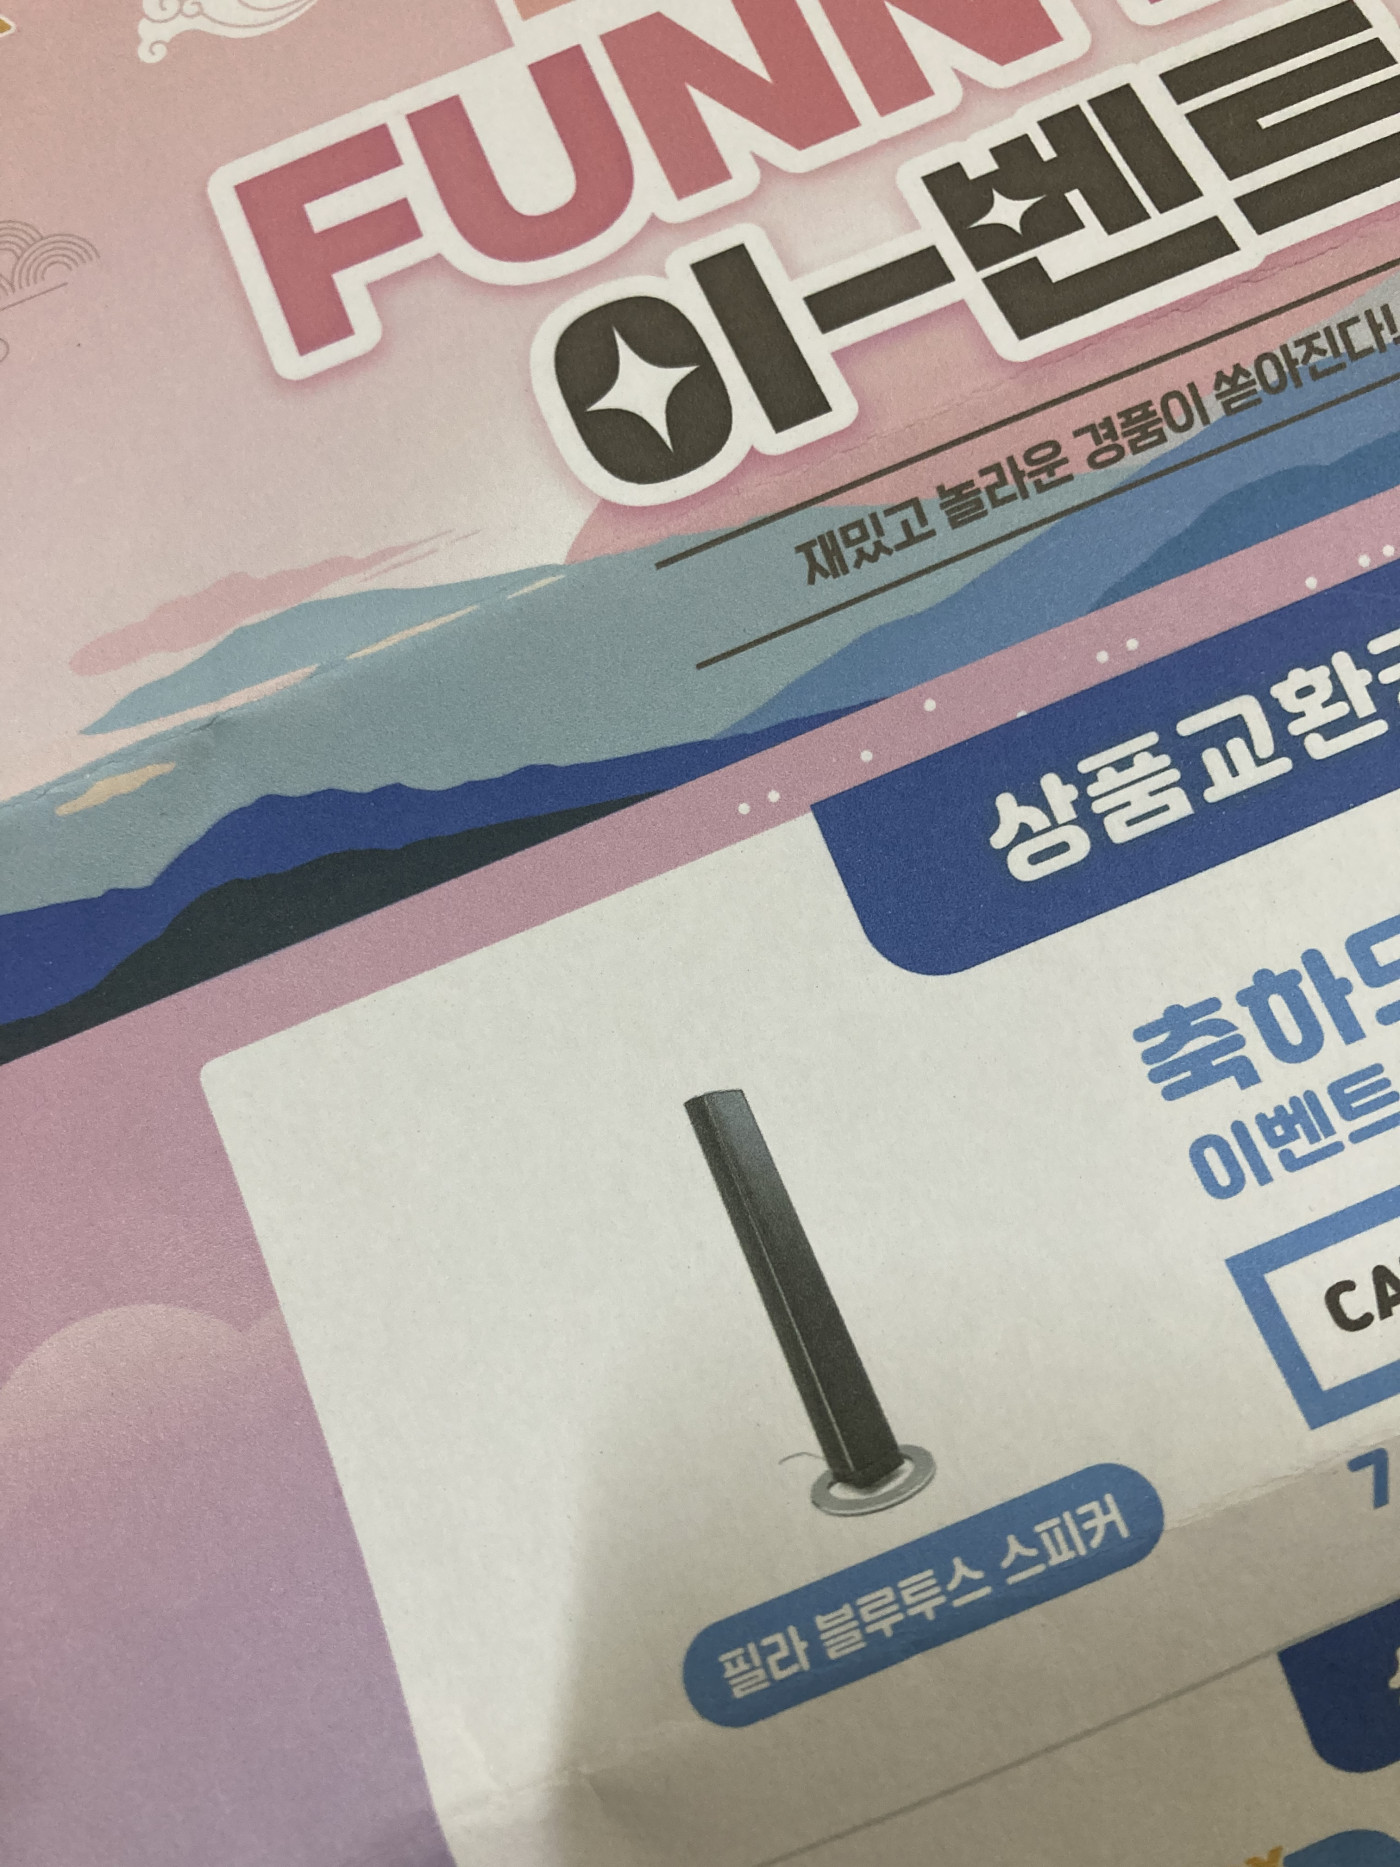 FUNN
이-벤트
재밌고 놀라운 경품이 쏟아진다!
상품교환
축하
이벤트
CA
필라 블루투스 스피커